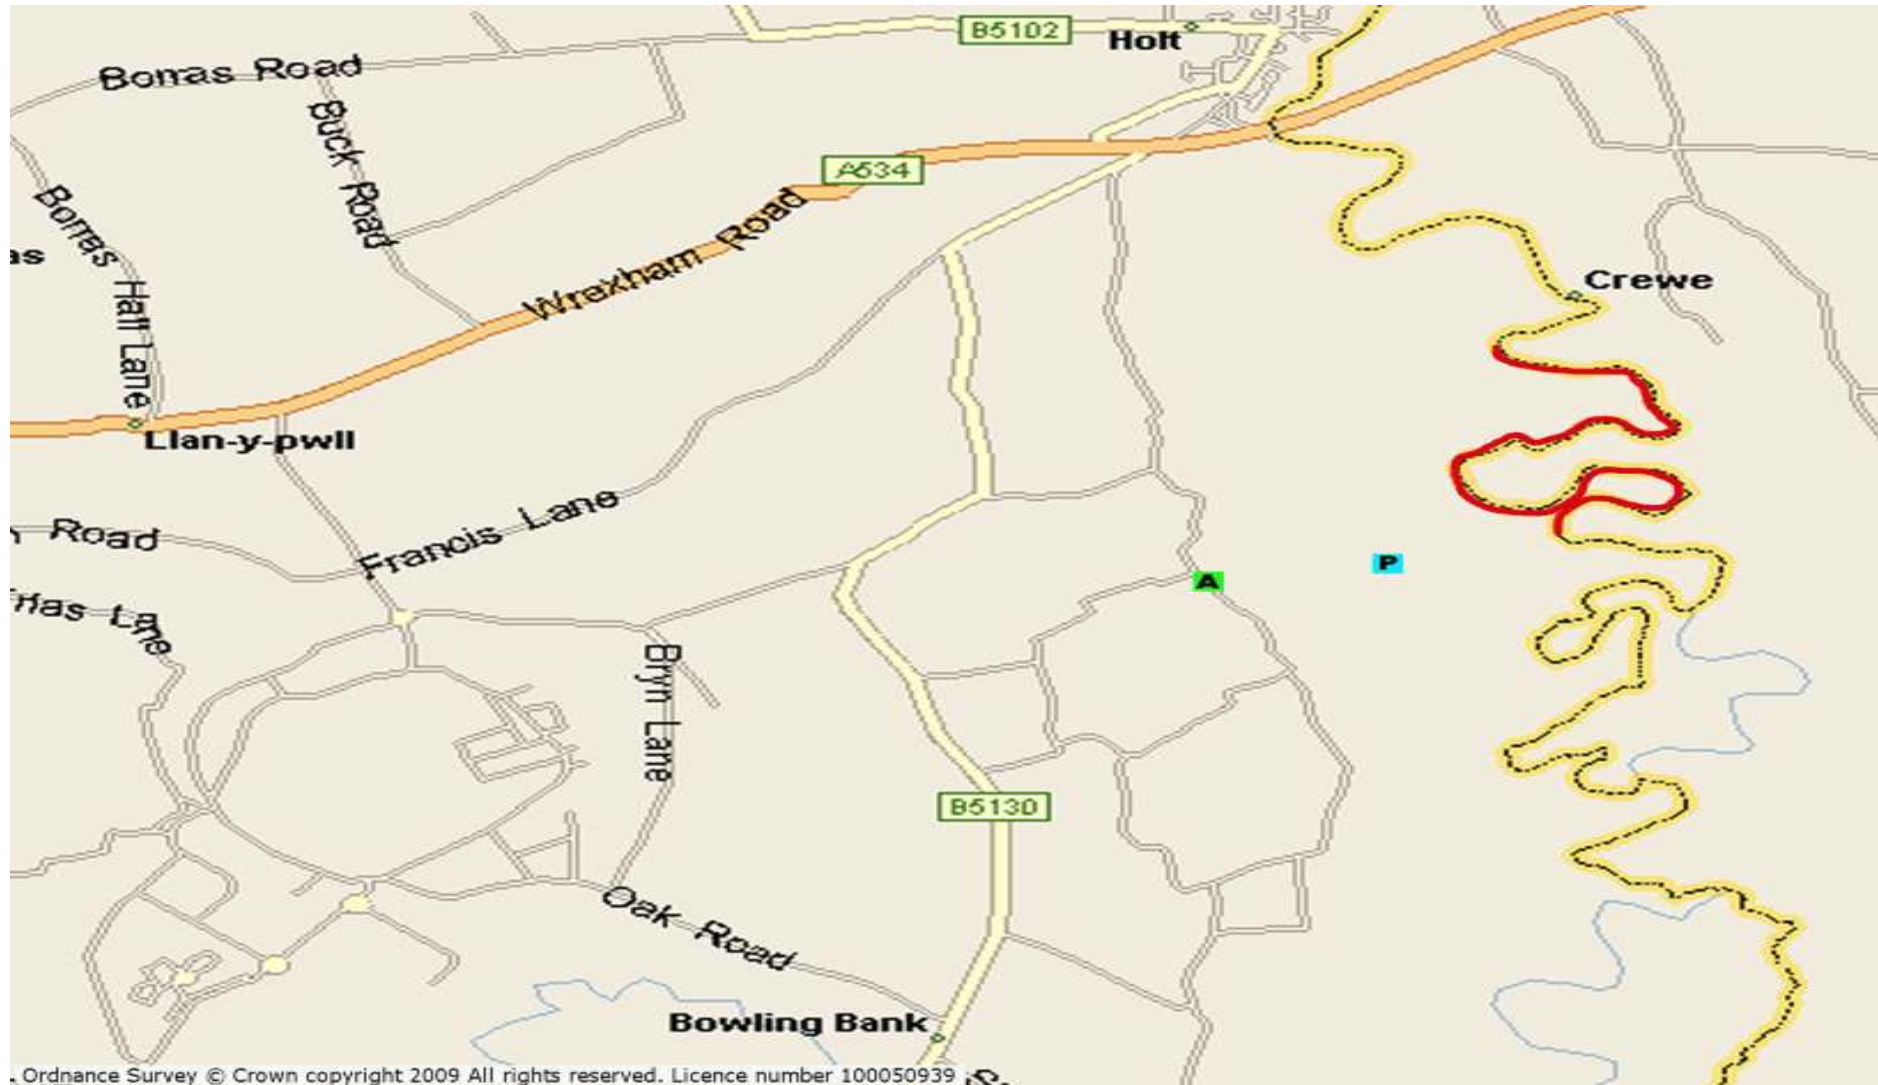 B5102
Holt
Borras Road
Buck Road
A534
Borras Hall Lane
as
Wrexham Road
Crewe
Llan-y-pwll
Francis Lane
Road
P
A
Bryn Lane
B5130
Oak Road
Bowling Bank
Ordnance Survey © Crown copyright 2009 All rights reserved. Licence number 100050939